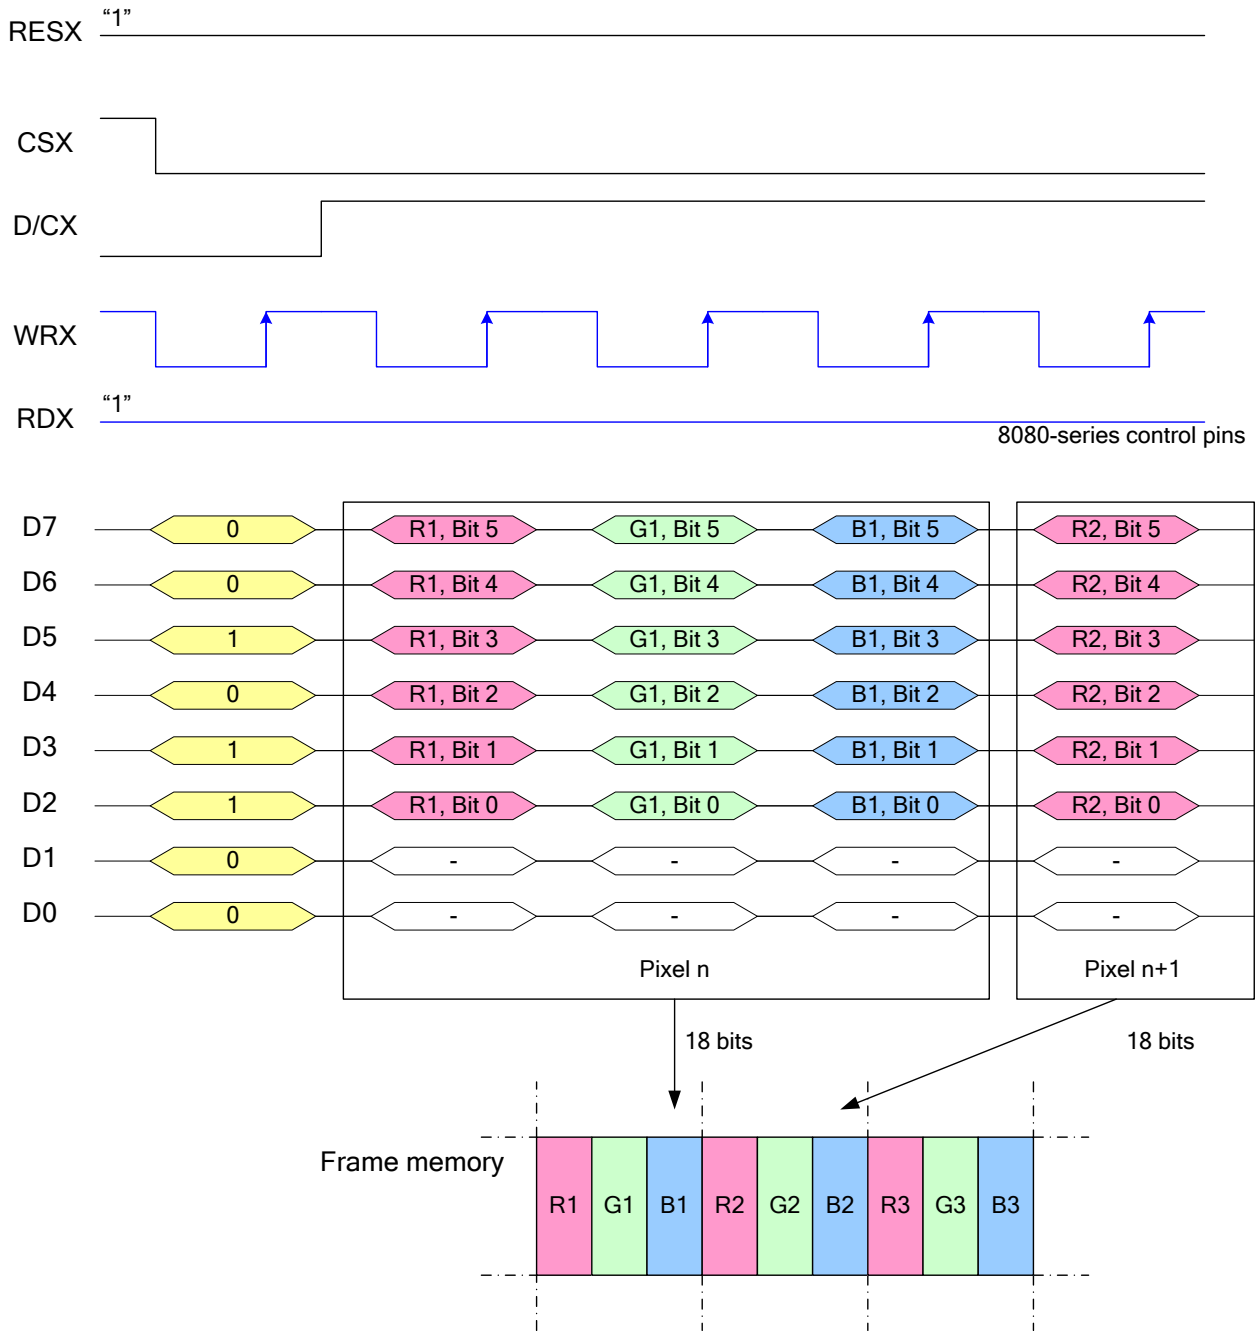 RESX “1”
CSX
D/CX
WRX
RDX “1”
8080-series control pins
D7 0 R1, Bit 5 G1, Bit 5 B1, Bit 5 R2, Bit 5
D6 0 R1, Bit 4 G1, Bit 4 B1, Bit 4 R2, Bit 4
D5 1 R1, Bit 3 G1, Bit 3 B1, Bit 3 R2, Bit 3
D4 0 R1, Bit 2 G1, Bit 2 B1, Bit 2 R2, Bit 2
D3 1 R1, Bit 1 G1, Bit 1 B1, Bit 1 R2, Bit 1
D2 1 R1, Bit 0 G1, Bit 0 B1, Bit 0 R2, Bit 0
D1 0 - - - -
D0 0 - - - -
Pixel n Pixel n+1
18 bits 18 bits
Frame memory
R1 G1 B1 R2 G2 B2 R3 G3 B3